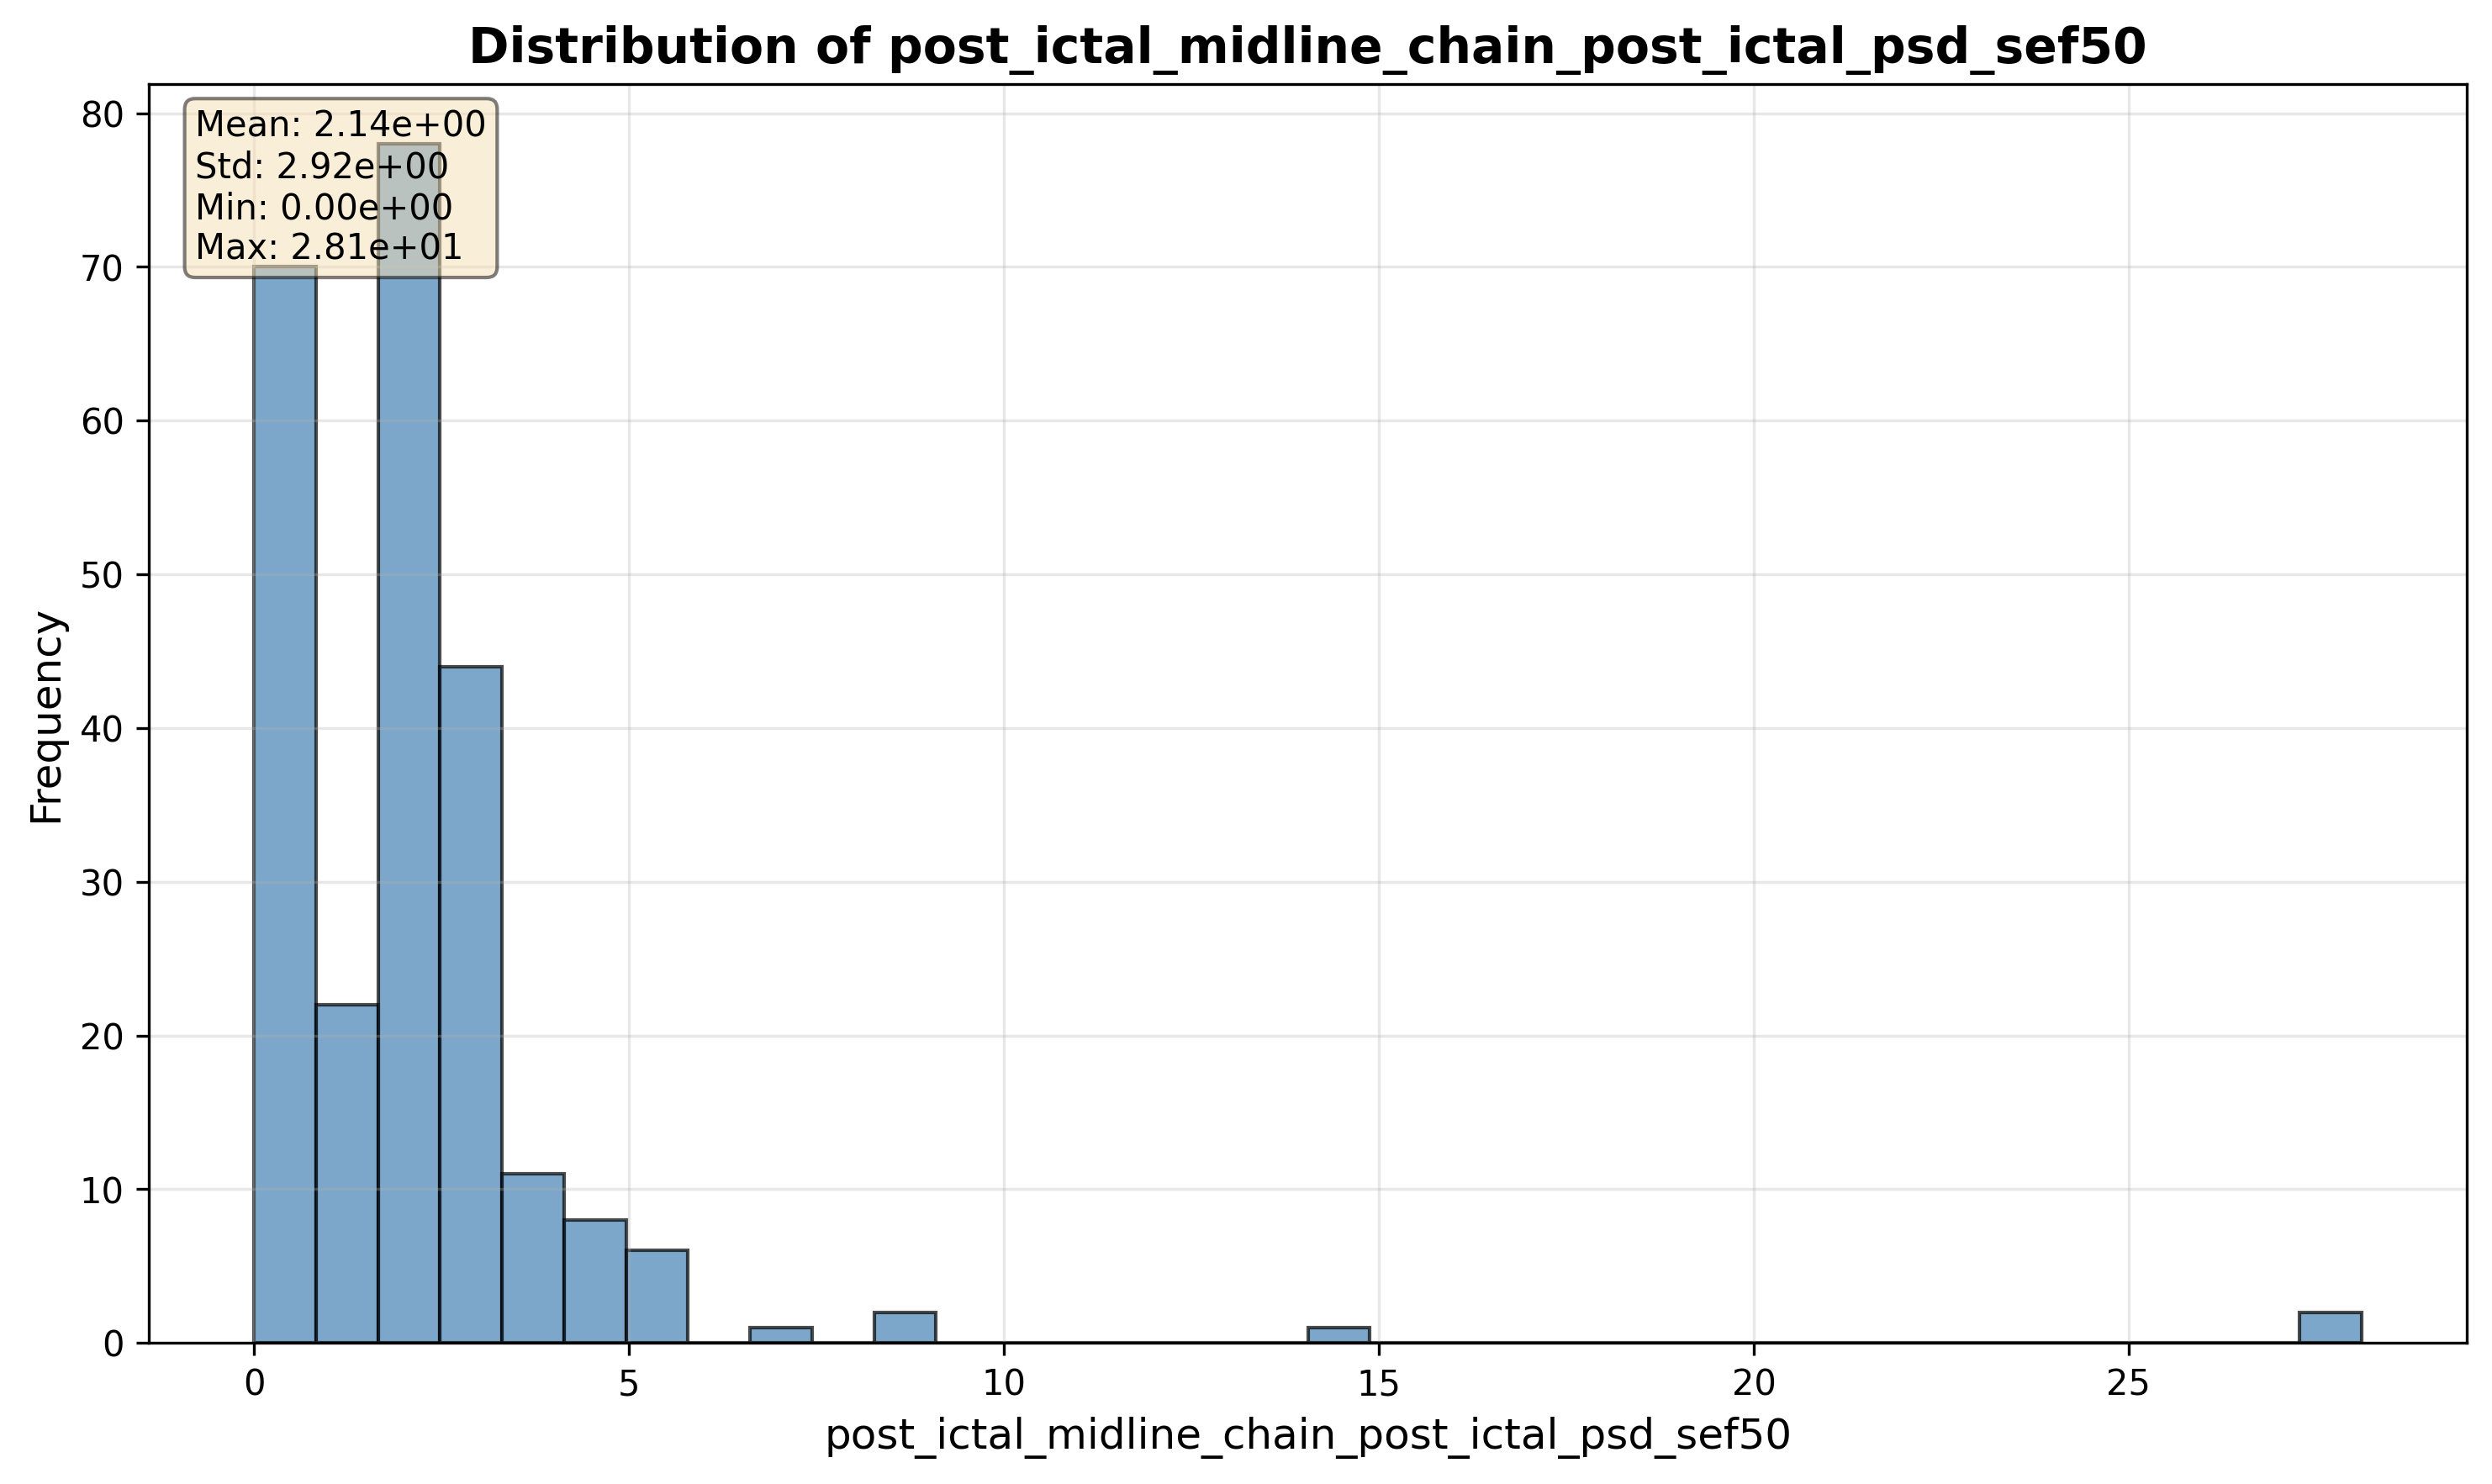 Distribution of post_ictal_midline_chain_post_ictal_psd_sef50
Mean: 2.14e+00
Std: 2.92e+00
Min: 0.00e+00
Max: 2.81e+01
80
70
60
50
40
30
20
10
0
Frequency
0 5 10 15 20 25
post_ictal_midline_chain_post_ictal_psd_sef50